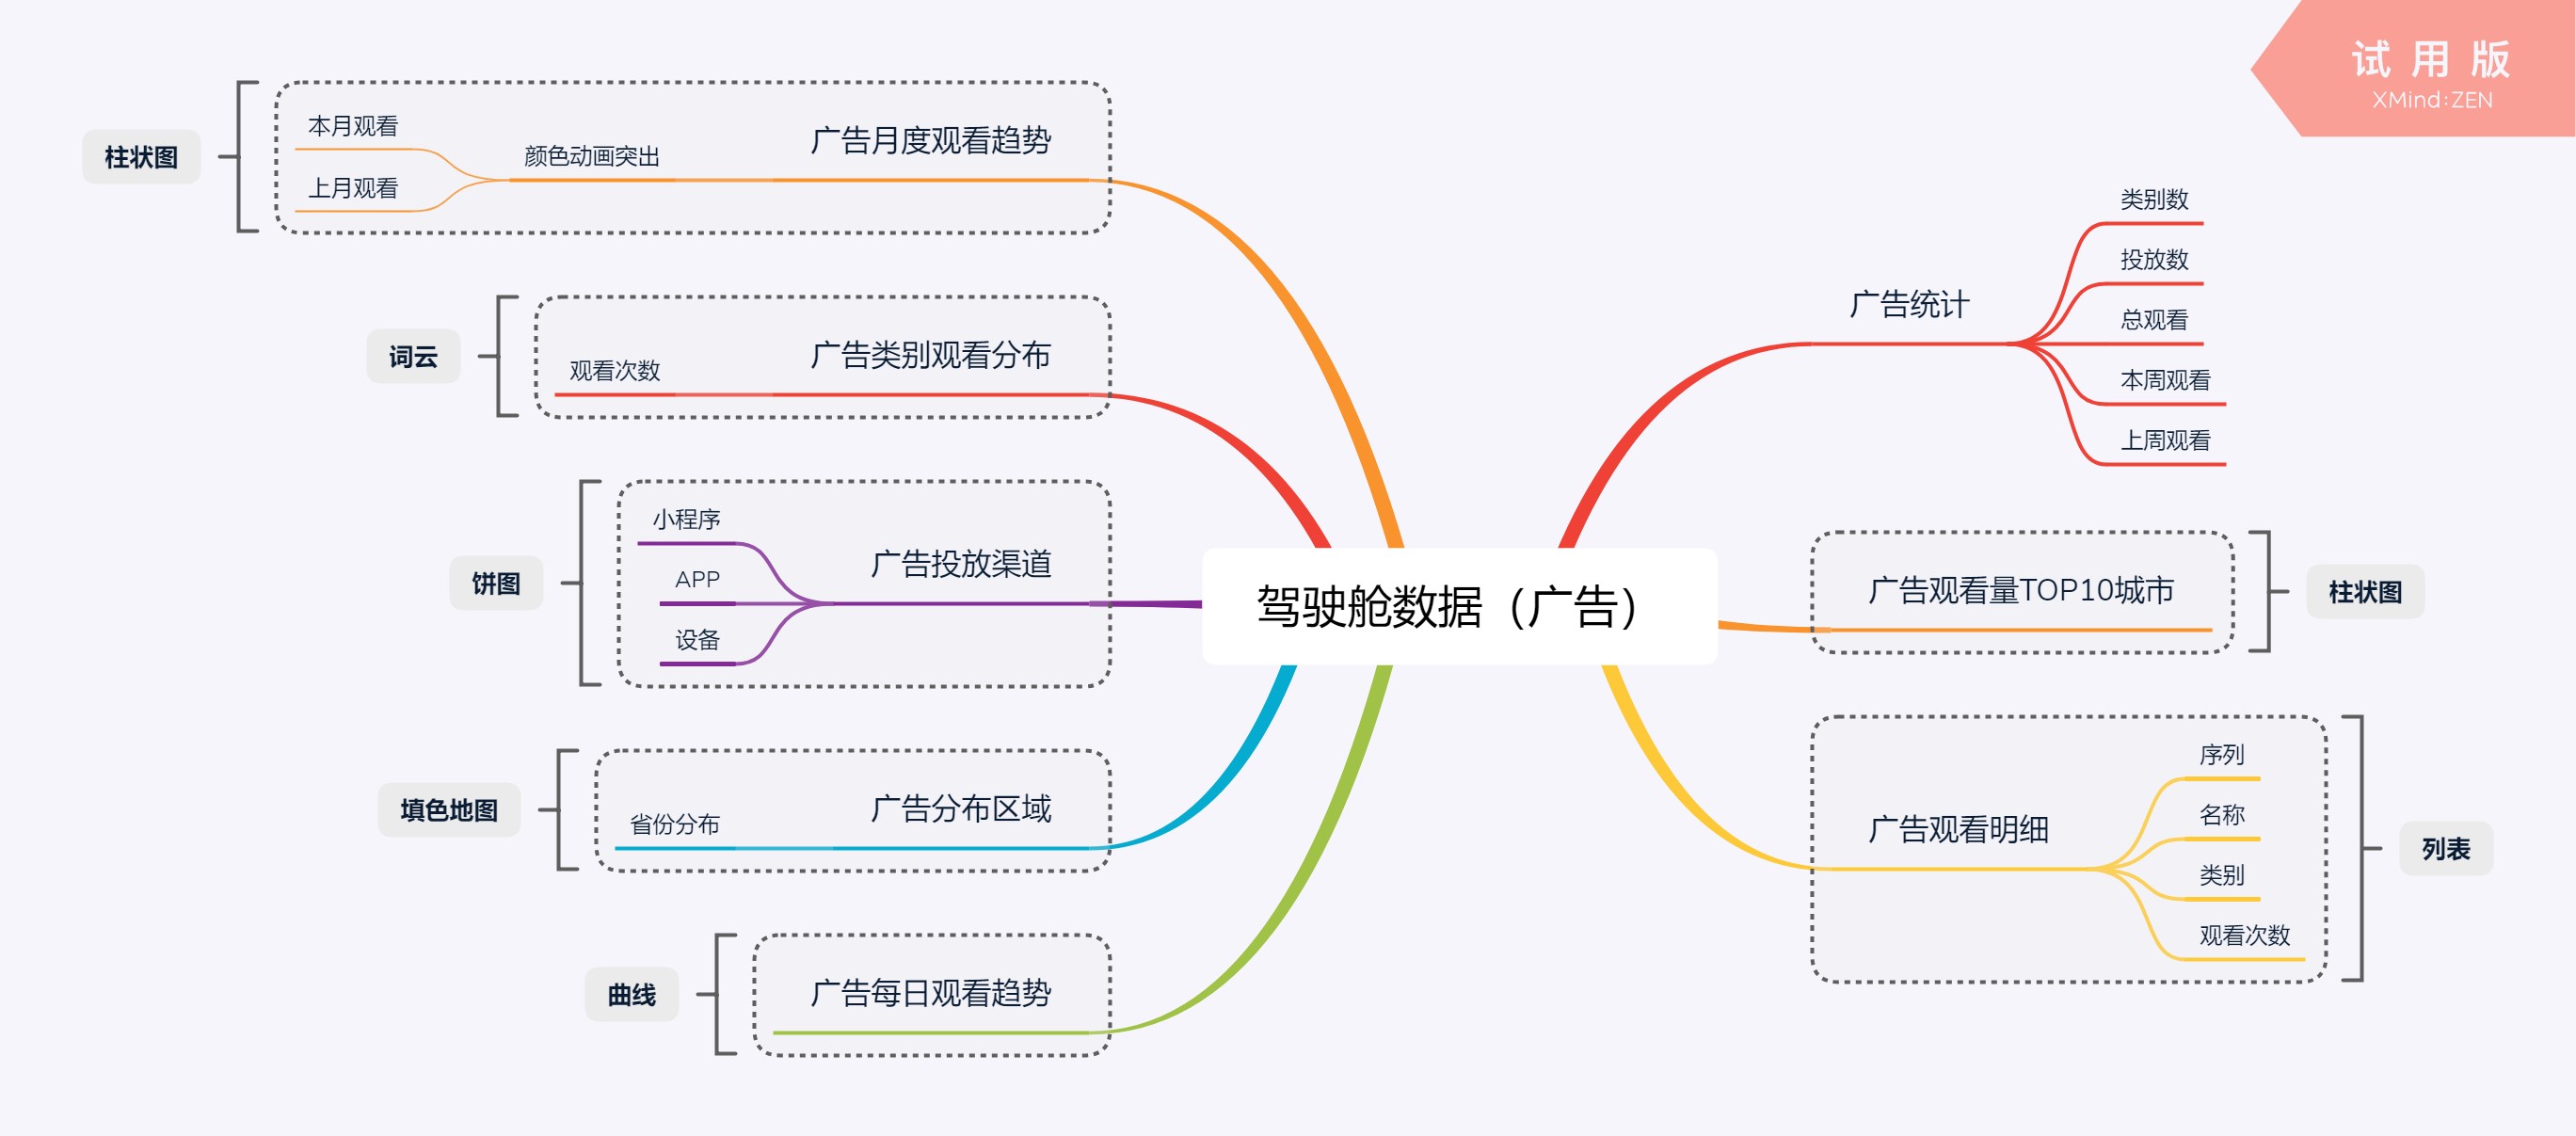 试用版
XMind:ZEN
驾驶舱数据（广告）
广告统计
类别数
投放数
总观看
本周观看
上周观看
广告观看量TOP10城市
柱状图
广告观看明细
序列
名称
类别
观看次数
列表
广告月度观看趋势
颜色动画突出
本月观看
上月观看
柱状图
广告类别观看分布
观看次数
词云
广告投放渠道
小程序
APP
设备
饼图
广告分布区域
省份分布
填色地图
广告每日观看趋势
曲线